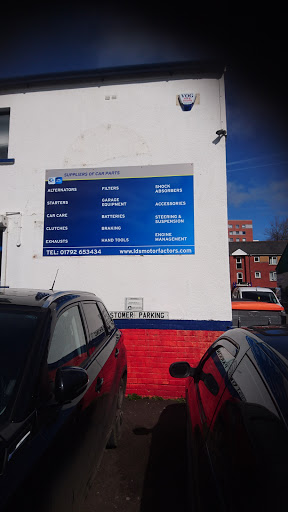 VOG
SUPPLIERS OF CAR PARTS
ALTERNATORS FILTERS SHOCK ABSORBERS
STARTERS GARAGE EQUIPMENT ACCESSORIES
CAR CARE BATTERIES STEERING & SUSPENSION
CLUTCHES BRAKING ENGINE MANAGEMENT
EXHAUSTS HAND TOOLS
TEL: 01792 653434 www.ldsmotorfactors.com
STOMER PARKING